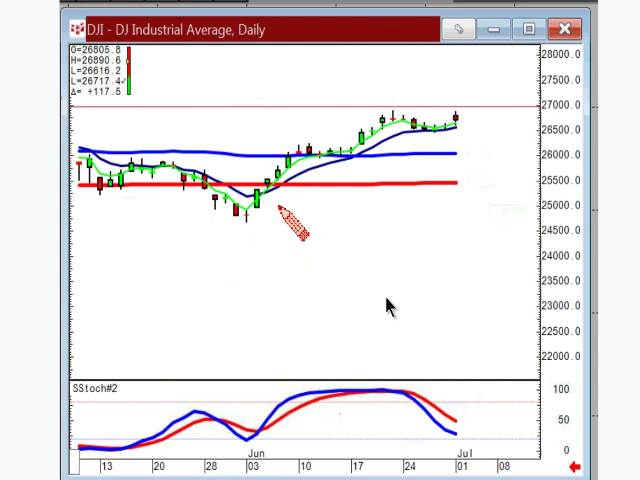 DJI - DJ Industrial Average, Daily
O=26805.8
H=26890.6
L=26616.2
L=26717.4
Δ= +117.5
28000.0
27500.0
27000.0
26500.0
26000.0
25500.0
25000.0
24500.0
24000.0
23500.0
23000.0
22500.0
22000.0
SStoch#2
100
50
0
Jun Jul
13 20 28 03 10 17 24 01 08